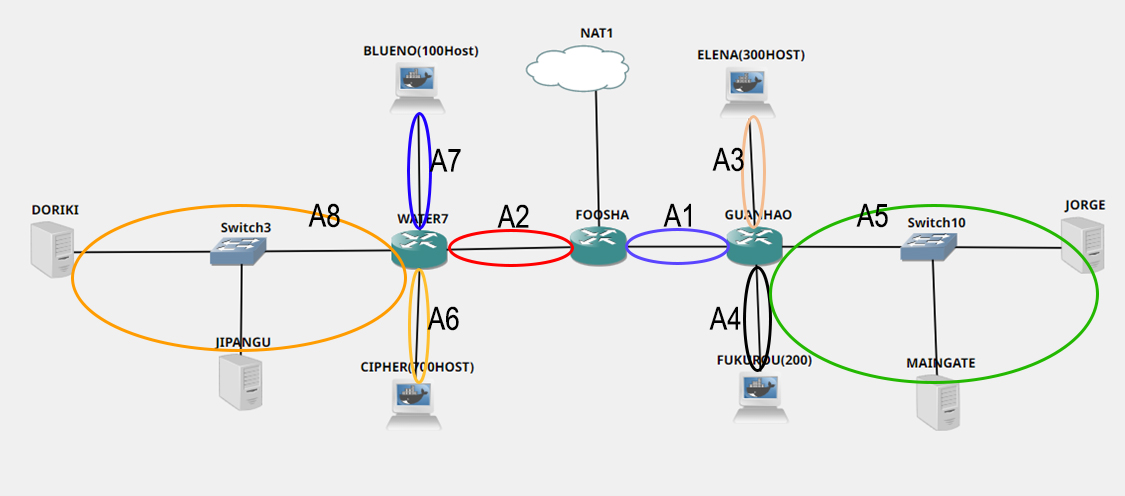 NAT1
BLUENO(100Host)
ELENA(300HOST)
A7
A3
DORIKI
A8
WATER7
A2
FOOSHA
A1
GUANHAO
A5
JORGE
Switch3
Switch10
A6
A4
JIPANGU
CIPHER(700HOST)
FUKUROU(200)
MAINGATE